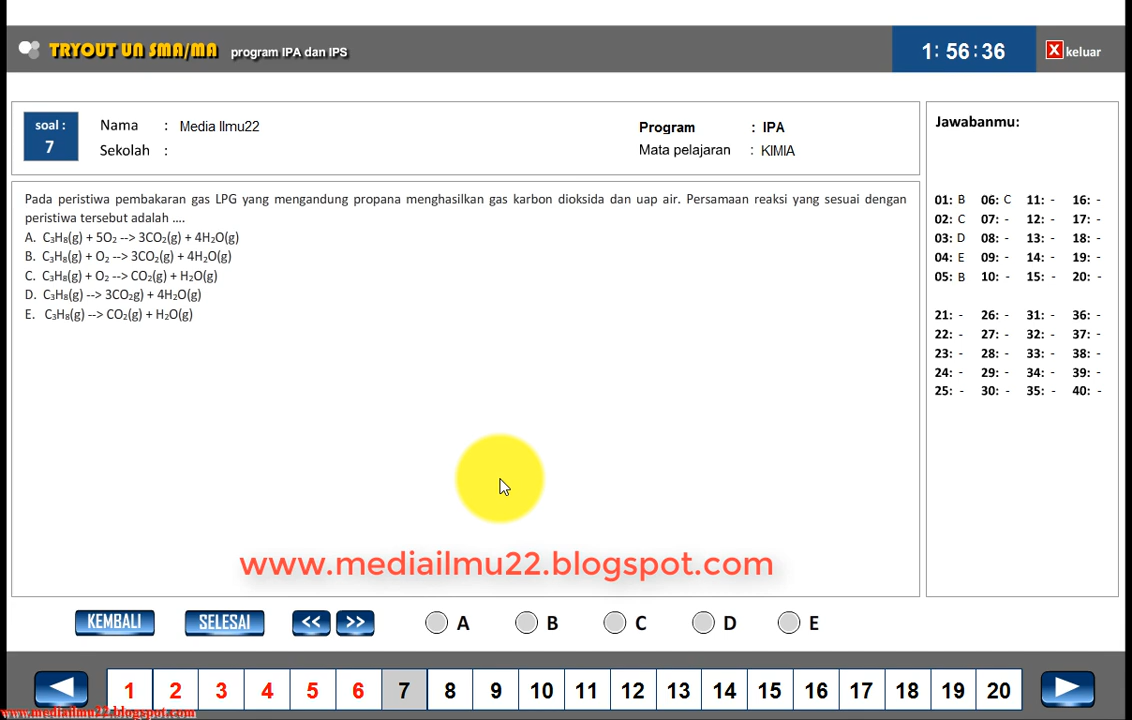 TRYOUT UN SMA/MA program IPA dan IPS
1: 56 : 36
X keluar
soal :
7
Nama : Media Ilmu22
Sekolah :
Program : IPA
Mata pelajaran : KIMIA
Pada peristiwa pembakaran gas LPG yang mengandung propana menghasilkan gas karbon dioksida dan uap air. Persamaan reaksi yang sesuai dengan
peristiwa tersebut adalah ....
A. C₃H₈(g) + 5O₂ --> 3CO₂(g) + 4H₂O(g)
B. C₃H₈(g) + O₂ --> 3CO₂(g) + 4H₂O(g)
C. C₃H₈(g) + O₂ --> CO₂(g) + H₂O(g)
D. C₃H₈(g) --> 3CO₂g) + 4H₂O(g)
E. C₃H₈(g) --> CO₂(g) + H₂O(g)
www.mediailmu22.blogspot.com
Jawabanmu:
01: B 06: C 11: - 16: -
02: C 07: - 12: - 17: -
03: D 08: - 13: - 18: -
04: E 09: - 14: - 19: -
05: B 10: - 15: - 20: -
21: - 26: - 31: - 36: -
22: - 27: - 32: - 37: -
23: - 28: - 33: - 38: -
24: - 29: - 34: - 39: -
25: - 30: - 35: - 40: -
KEMBALI SELESAI << >> A B C D E
1 2 3 4 5 6 7 8 9 10 11 12 13 14 15 16 17 18 19 20
www.mediailmu22.blogspot.com